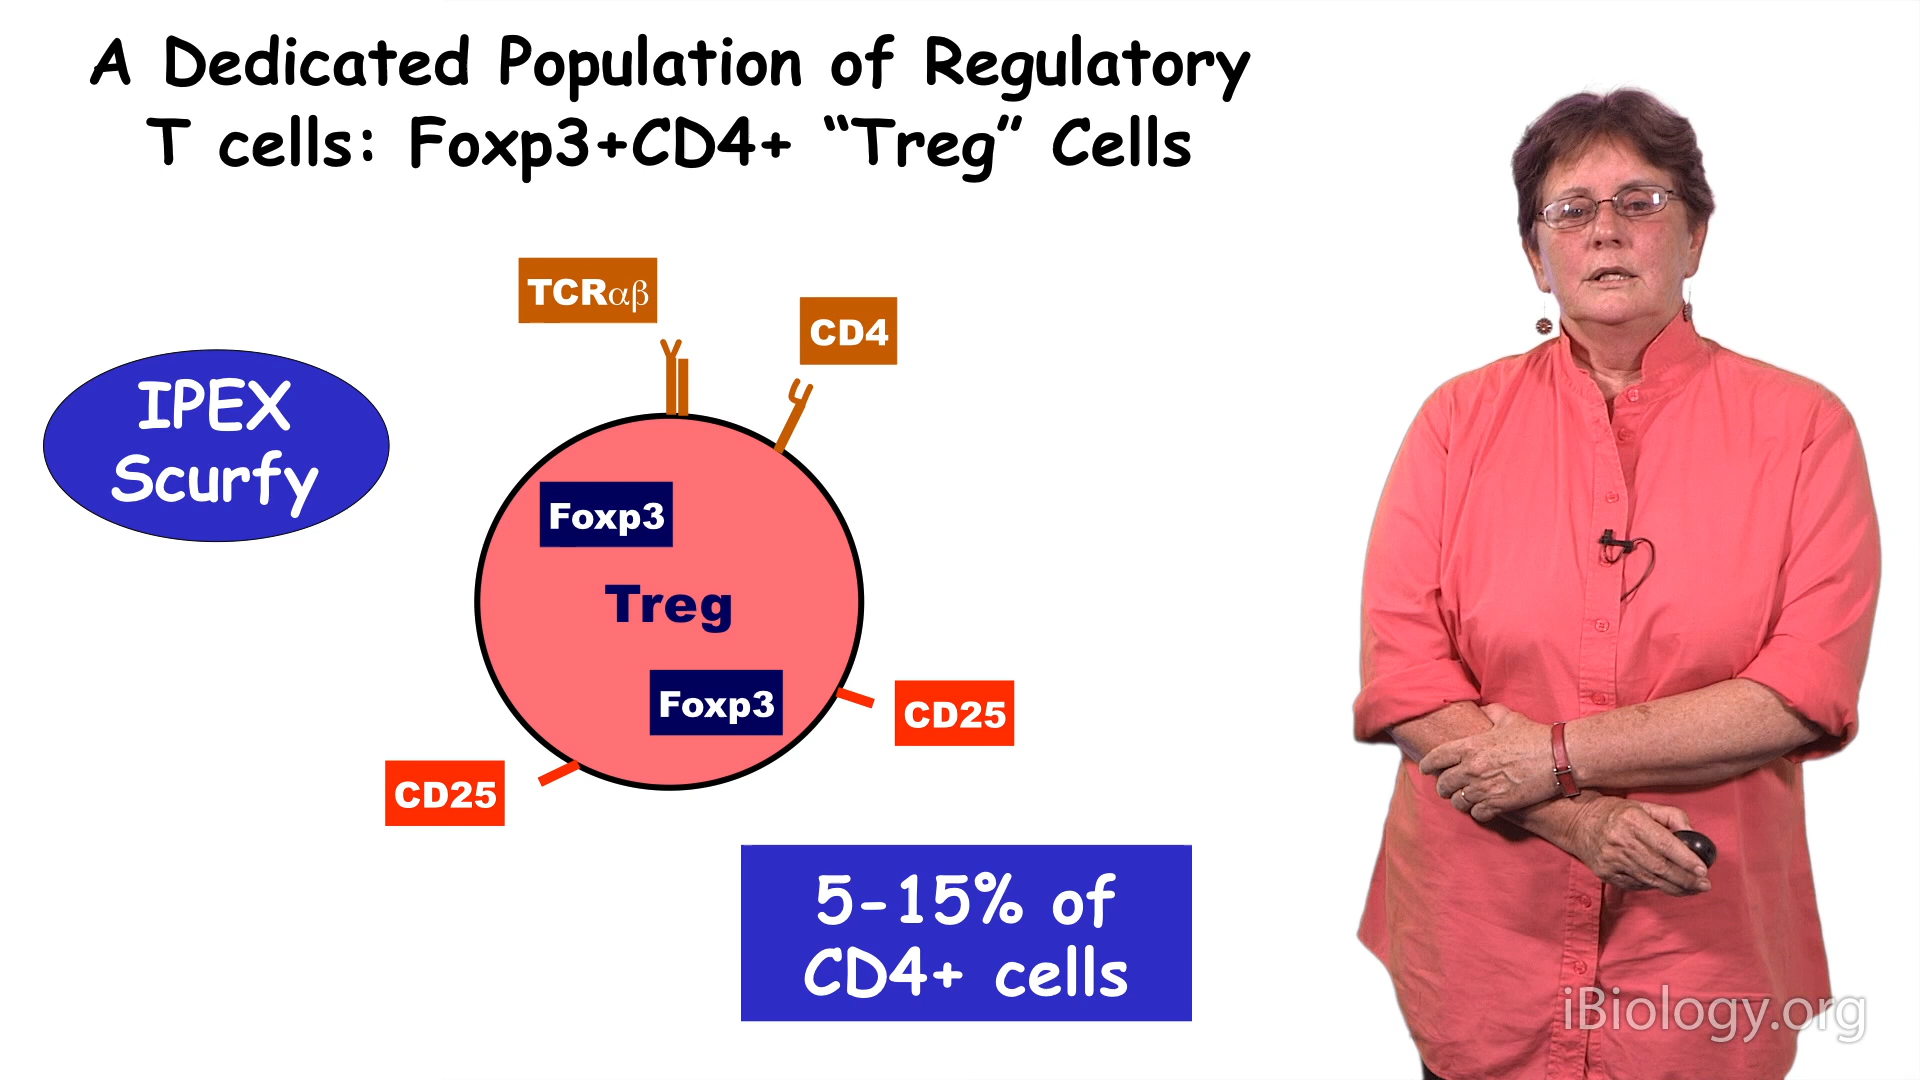 A Dedicated Population of Regulatory
T cells: Foxp3+CD4+ “Treg” Cells
TCRαβ
CD4
IPEX
Scurfy
Foxp3
Treg
Foxp3
CD25
CD25
5-15% of
CD4+ cells
iBiology.org